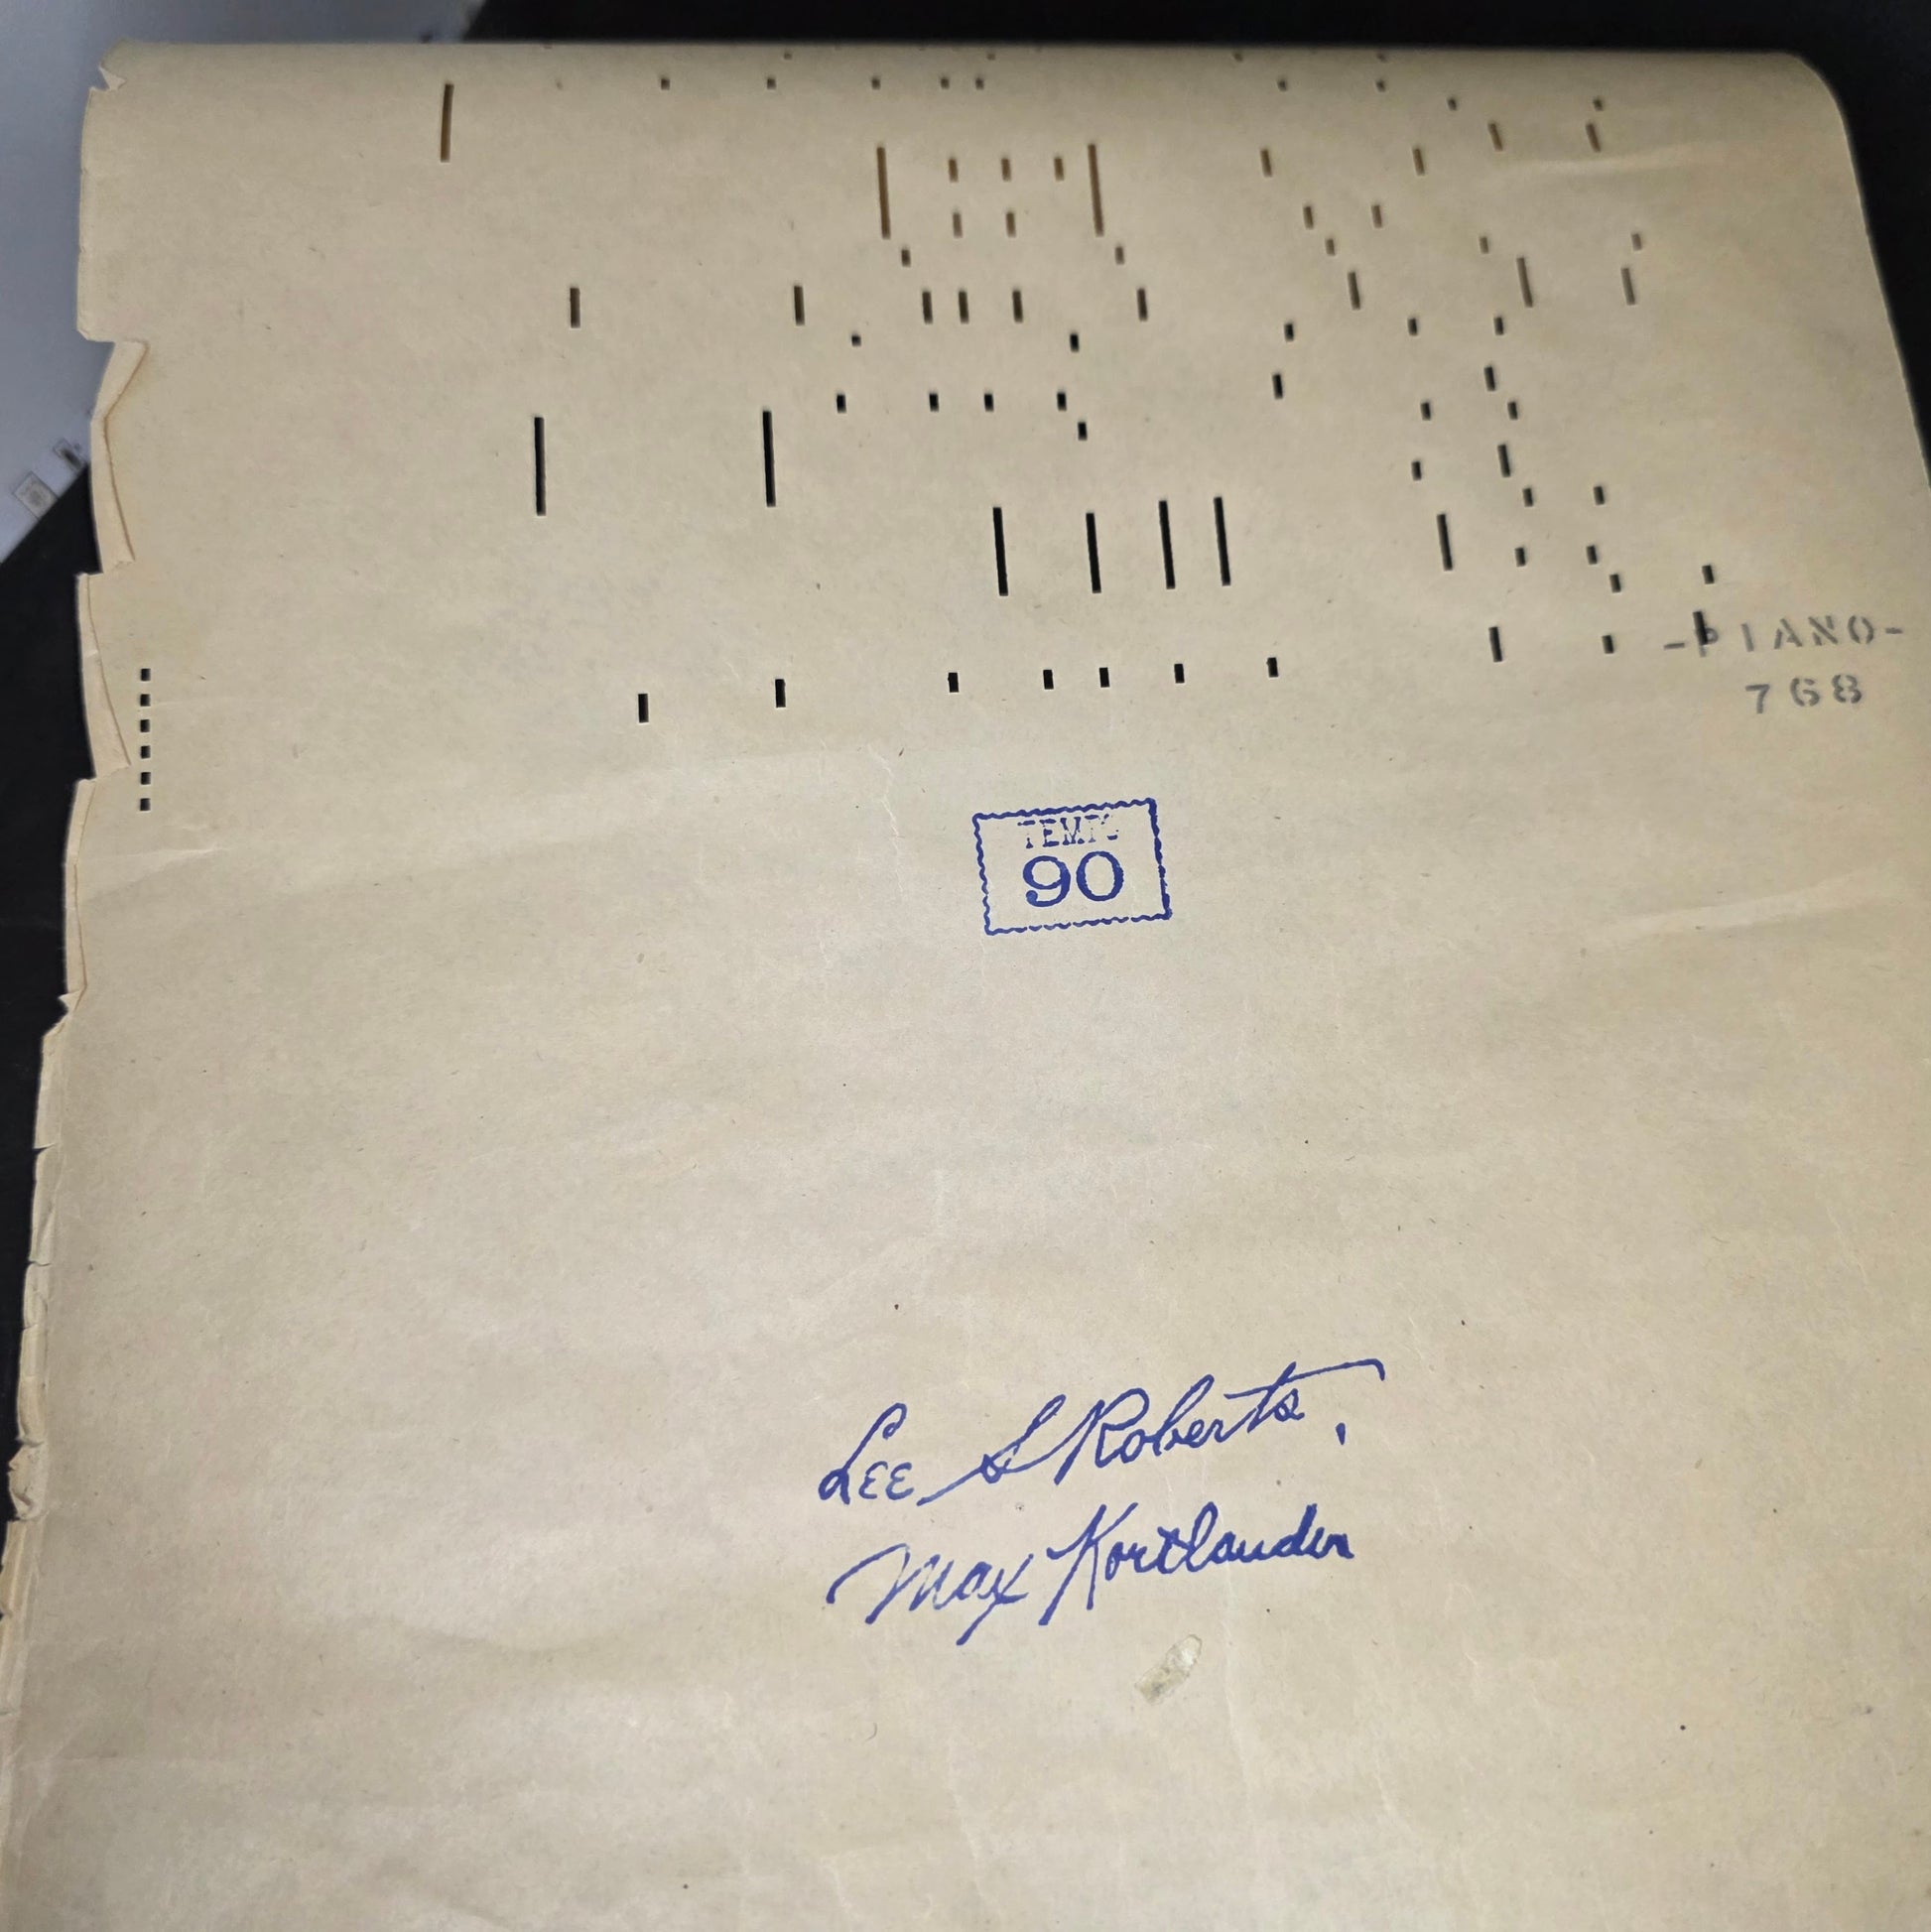 -PIANO-
768
TEMPO
90
Lee S Roberts,
Max Kortlander